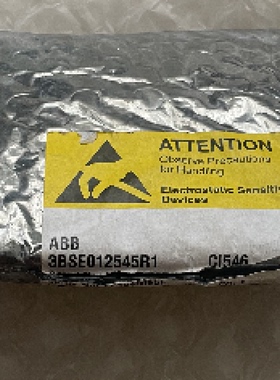 ATTENTION
Observe Precautions
for Handling
Electrostatic Sensitive
Devices
ABB
3BSE012545R1 CI546